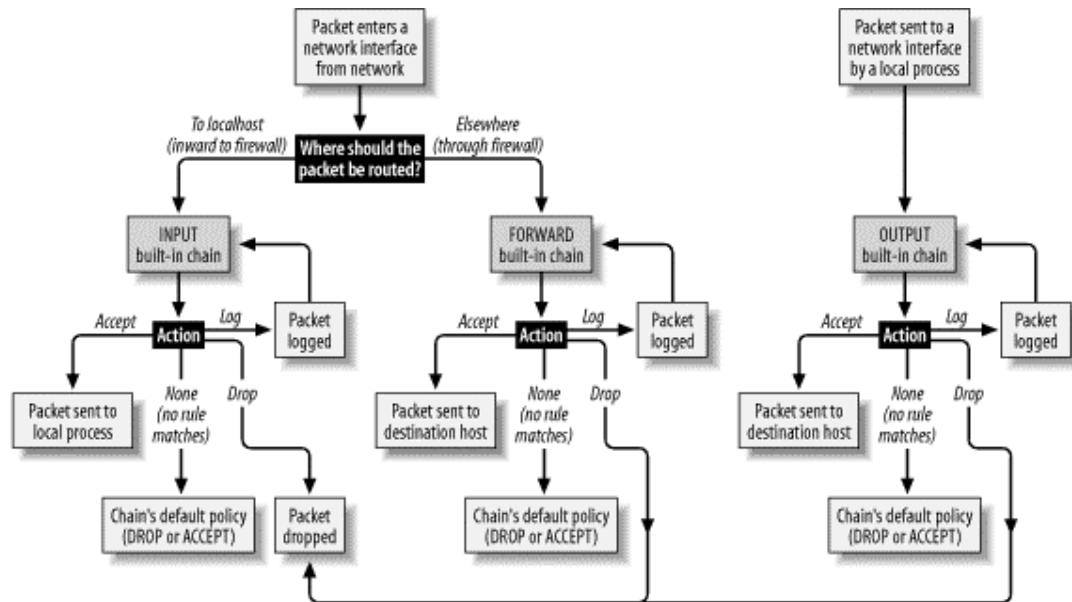 Packet enters a
network interface
from network
Packet sent to a
network interface
by a local process
To localhost
(inward to firewall)
Where should the
packet be routed?
Elsewhere
(through firewall)
INPUT
built-in chain
FORWARD
built-in chain
OUTPUT
built-in chain
Accept
Action
Log
Packet
logged
Accept
Action
Log
Packet
logged
Accept
Action
Log
Packet
logged
Packet sent to
local process
None
(no rule
matches)
Drop
Packet sent to
destination host
None
(no rule
matches)
Drop
Packet sent to
destination host
None
(no rule
matches)
Drop
Chain's default policy
(DROP or ACCEPT)
Packet
dropped
Chain's default policy
(DROP or ACCEPT)
Chain's default policy
(DROP or ACCEPT)